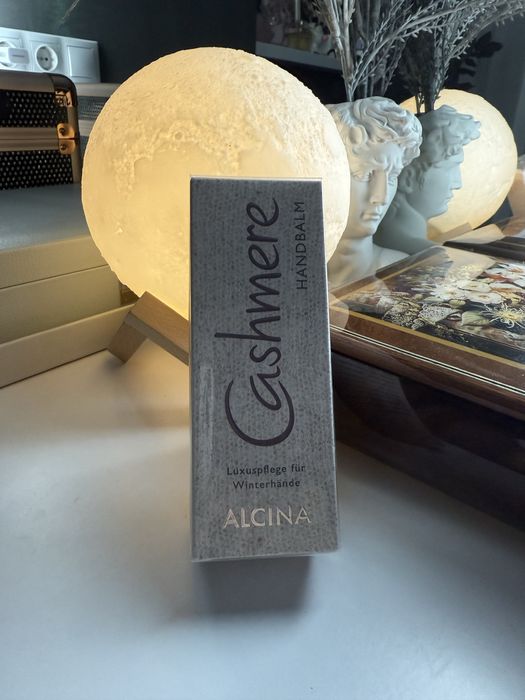 Cashmere
HANDBALM
Luxuspflege für
Winterhände
ALCINA